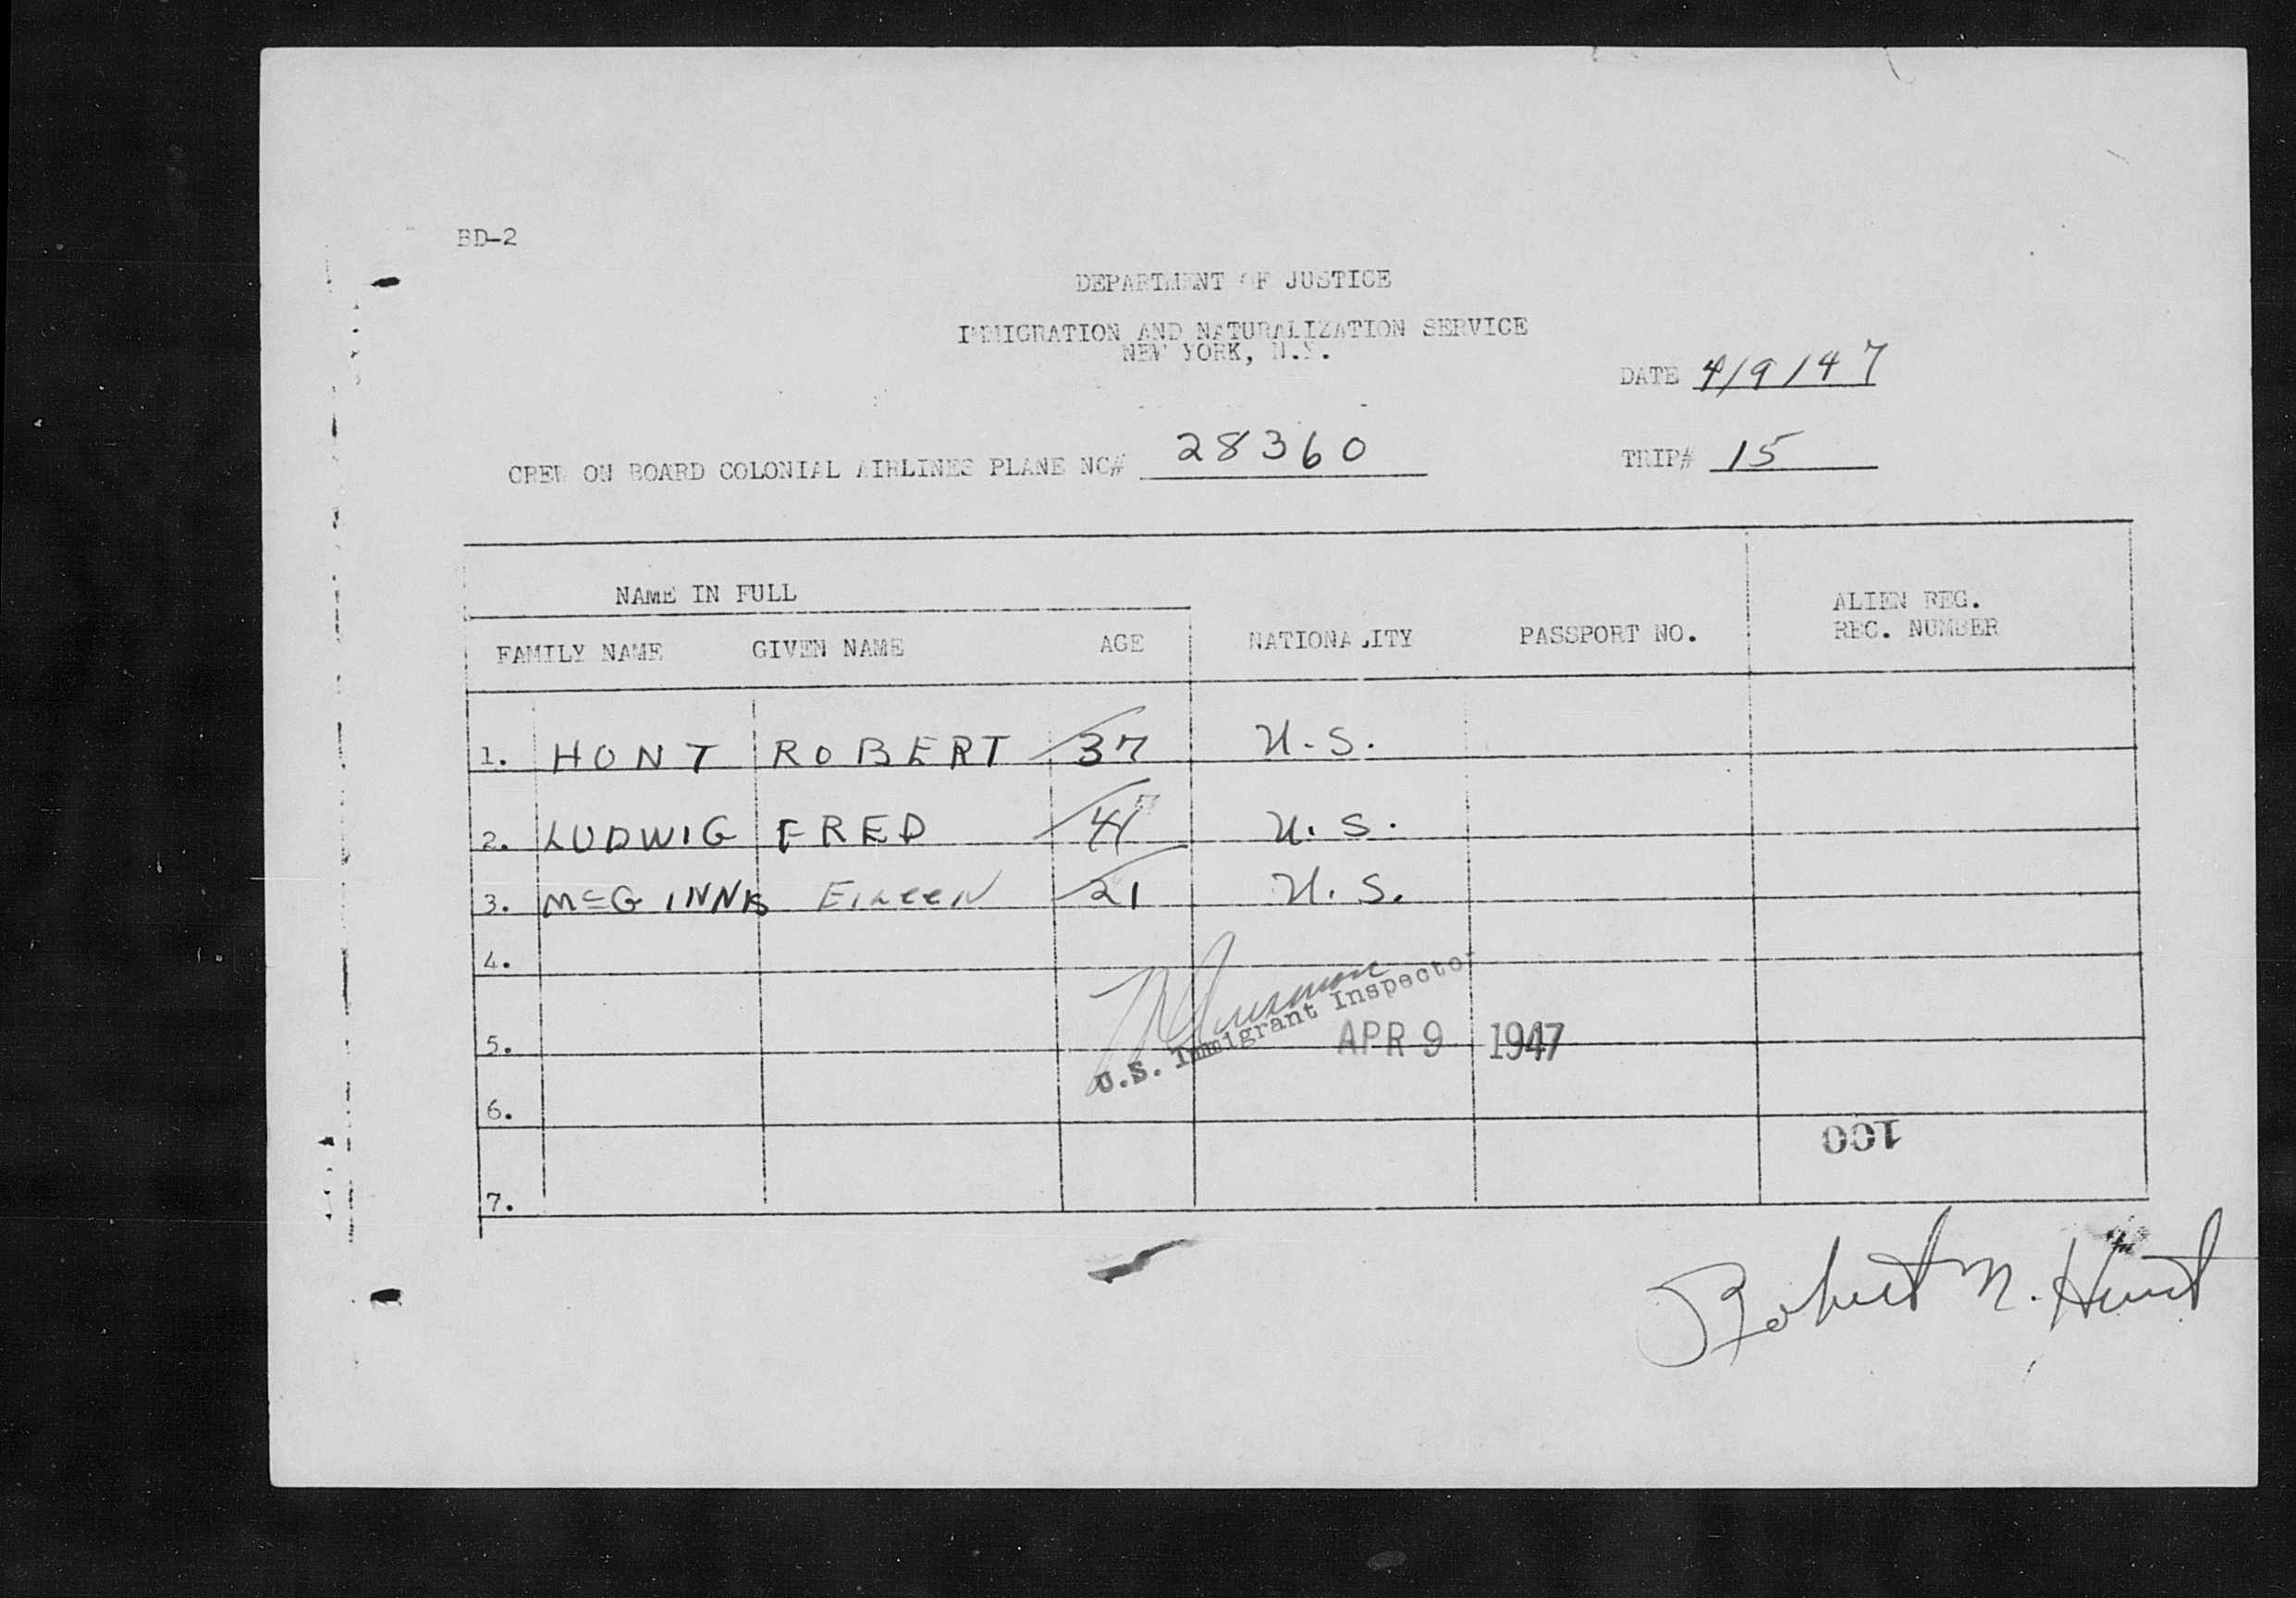 BD-2
DEPARTMENT OF JUSTICE
IMMIGRATION AND NATURALIZATION SERVICE
NEW YORK, N.Y.
DATE 4/9/47
CREW ON BOARD COLONIAL AIRLINES PLANE NC# 28360
TRIP# 15
NAME IN FULL
ALIEN REG.
FAMILY NAME GIVEN NAME AGE NATIONALITY PASSPORT NO. REC. NUMBER
1. HUNT ROBERT 37 U.S.
2. LUDWIG FRED U.S.
3. McGINNIS EILEEN 21 U.S.
4.
U.S. Immigrant Inspector
5. APR 9 1947
6.
100
7.
Robert N. Hunt